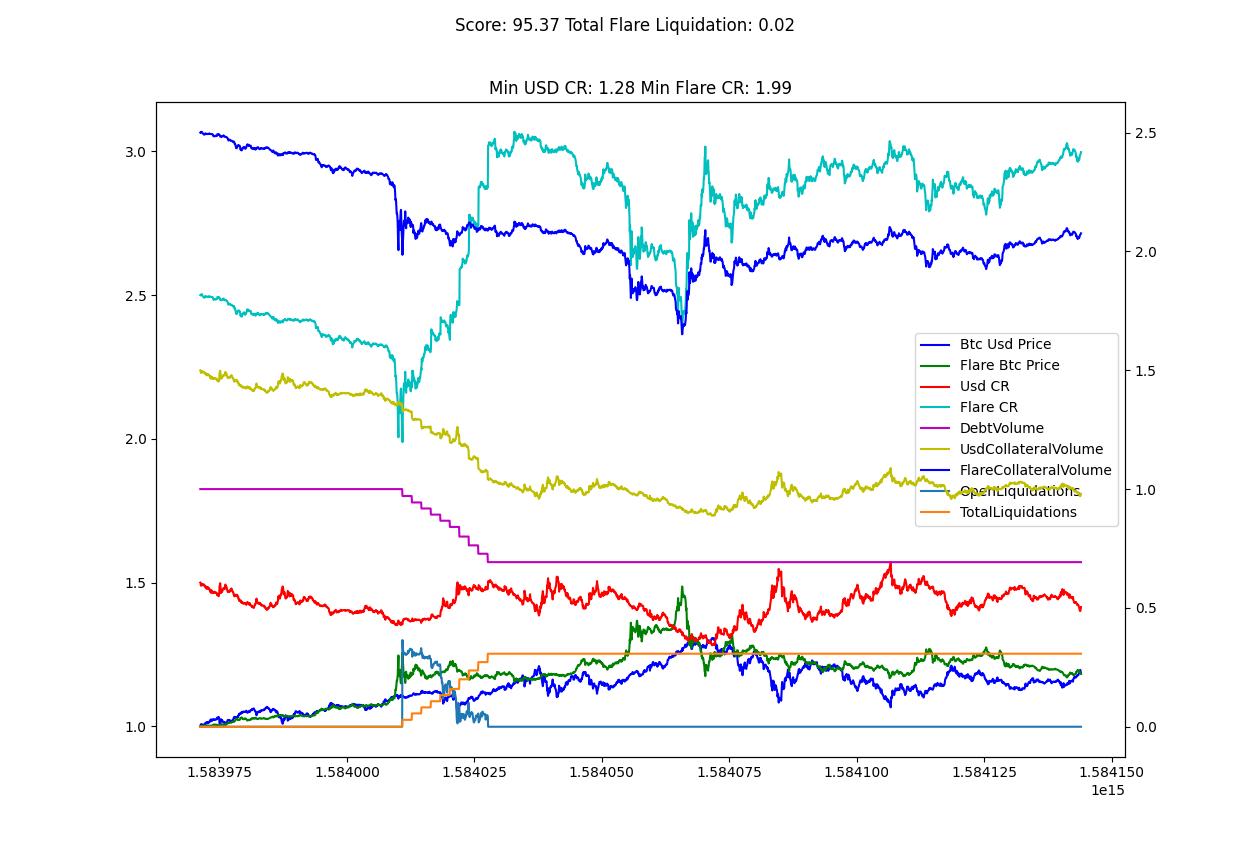 Score: 95.37 Total Flare Liquidation: 0.02
Min USD CR: 1.28 Min Flare CR: 1.99
3.0
2.5
2.0
1.5
1.0
2.5
2.0
1.5
1.0
0.5
0.0
Btc Usd Price
Flare Btc Price
Usd CR
Flare CR
DebtVolume
UsdCollateralVolume
FlareCollateralVolume
OpenLiquidations
TotalLiquidations
1.583975 1.584000 1.584025 1.584050 1.584075 1.584100 1.584125 1.584150
1e15